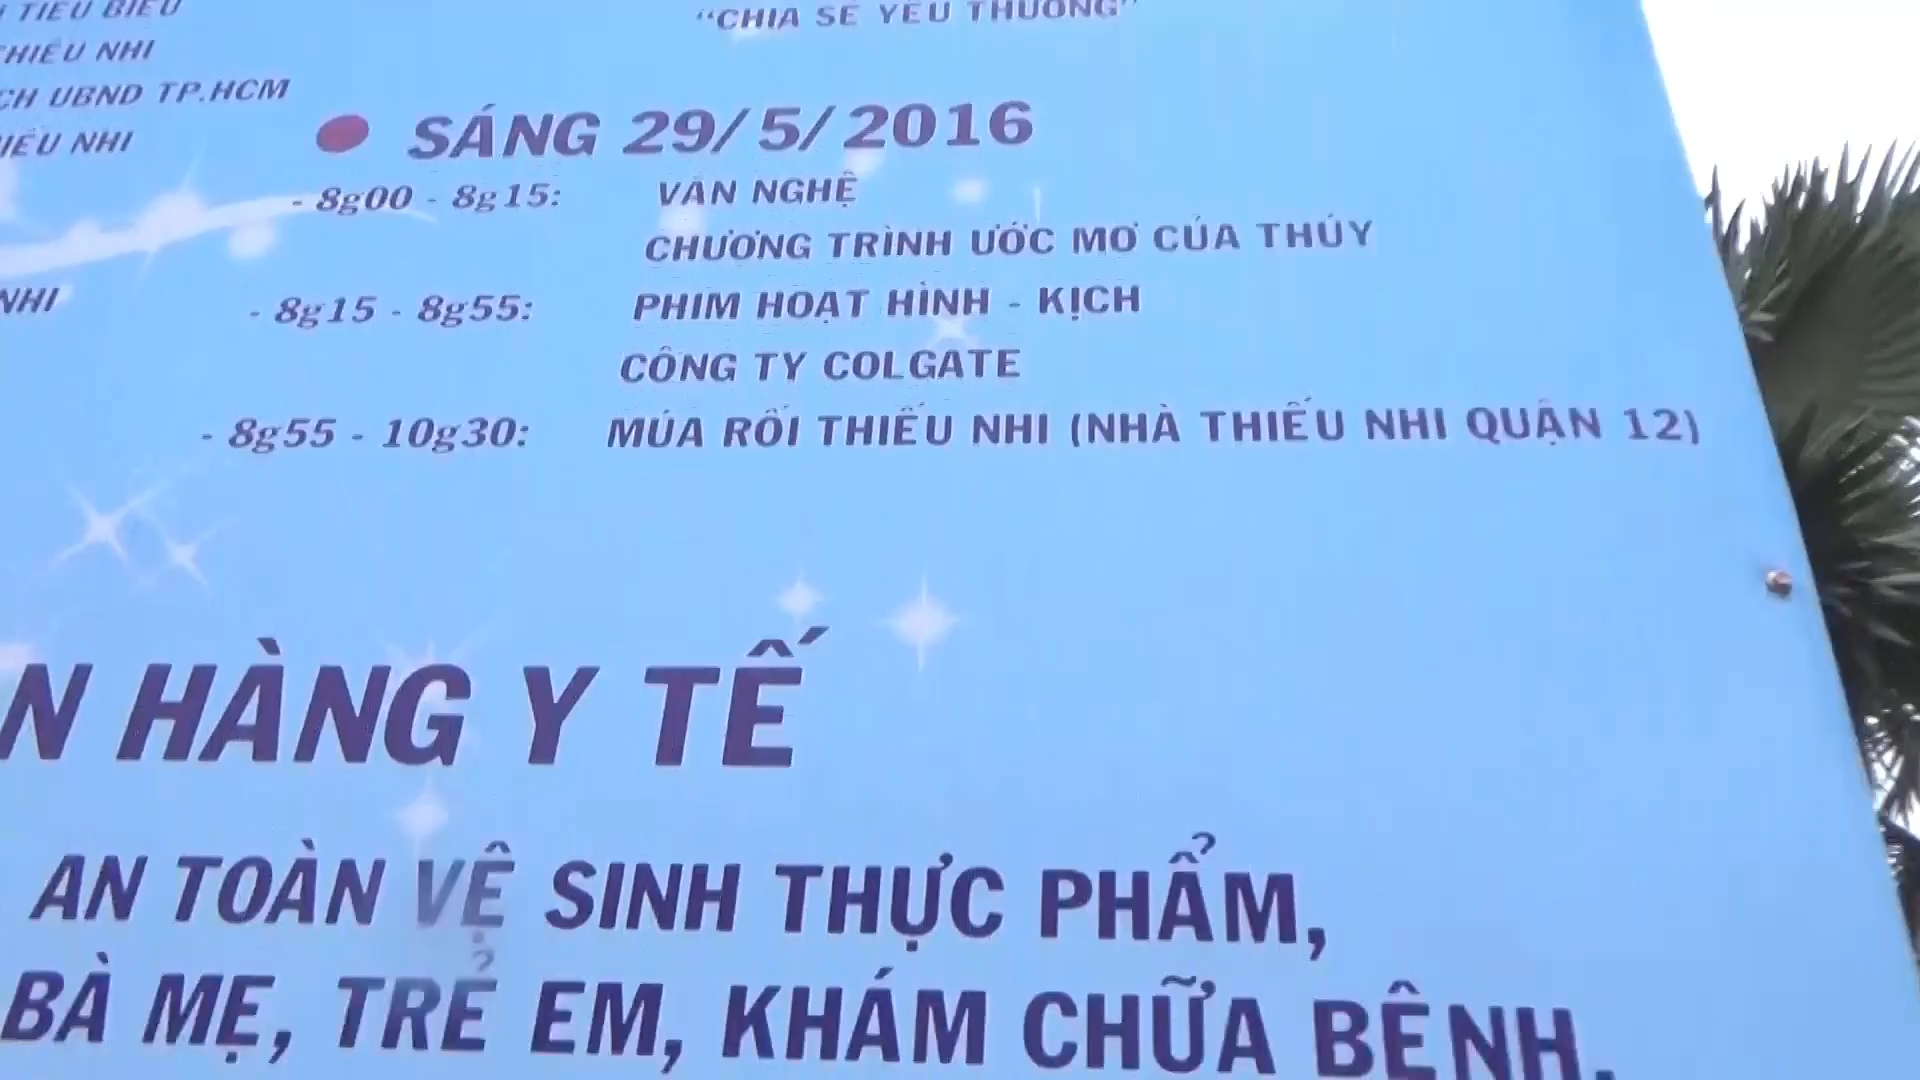 TIÊU BIỂU
THIẾU NHI
UBND TP.HCM
NHI
"CHIA SẺ YÊU THƯƠNG"
SÁNG 29/5/2016
- 8g00 - 8g15: VĂN NGHỆ
CHƯƠNG TRÌNH ƯỚC MƠ CỦA THÚY
NHI
- 8g15 - 8g55: PHIM HOẠT HÌNH - KỊCH
CÔNG TY COLGATE
- 8g55 - 10g30: MÚA RỐI THIẾU NHI (NHÀ THIẾU NHI QUẬN 12)
HÀNG Y TẾ
AN TOÀN VỆ SINH THỰC PHẨM,
BÀ MẸ, TRẺ EM, KHÁM CHỮA BỆNH,